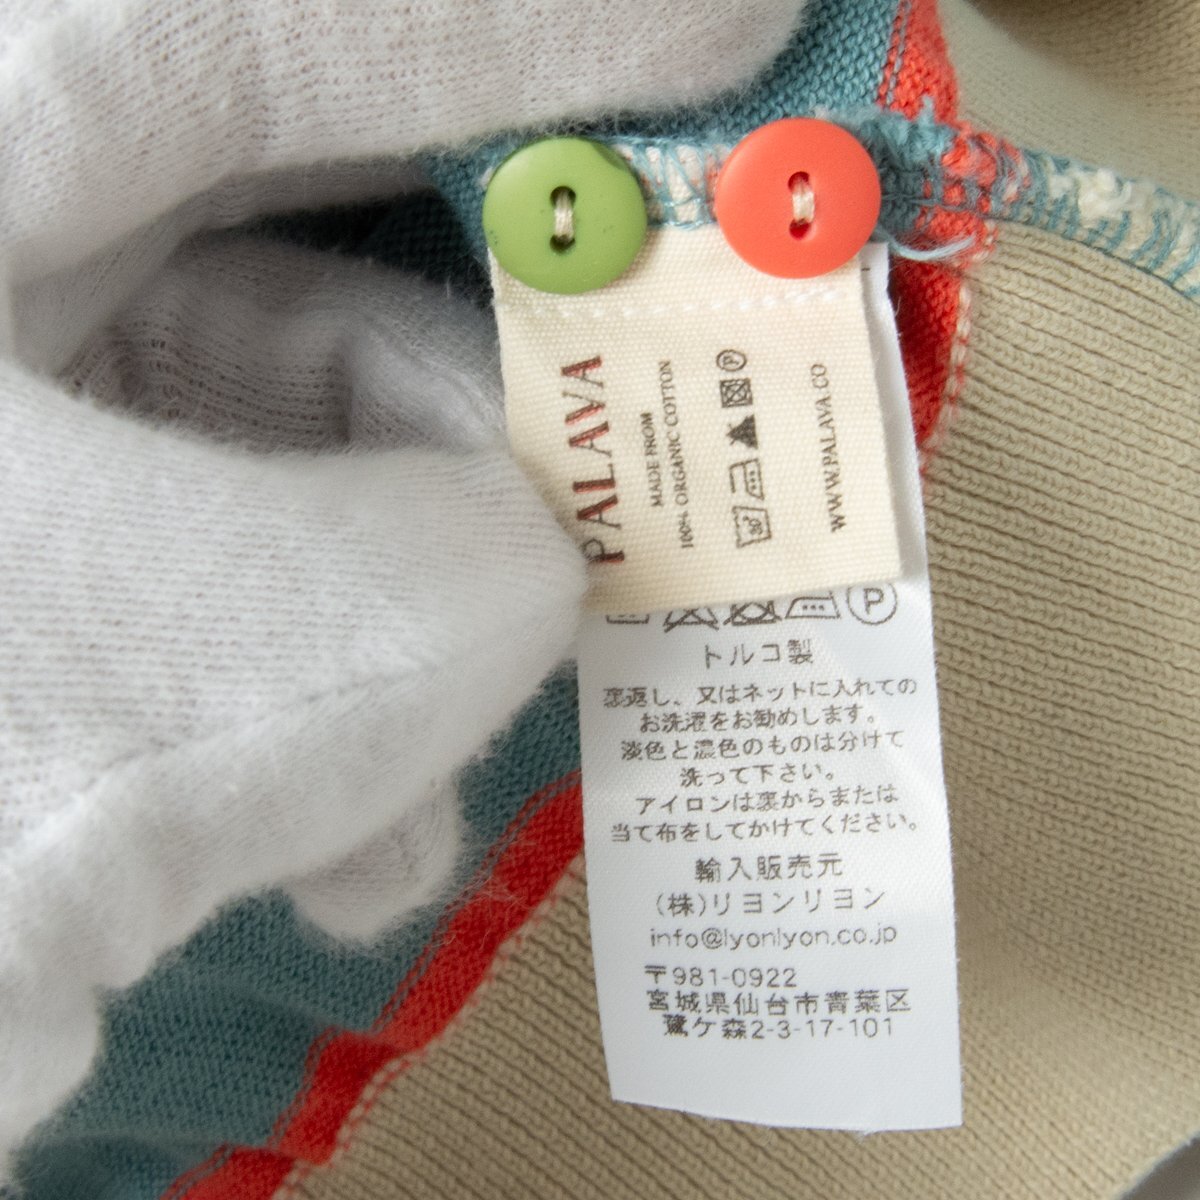 PALAVA
MADE FROM
100% ORGANIC COTTON
30°
P
WWW.PALAVA.CO
P
トルコ製
裏返し、又はネットに入れての
お洗濯をお勧めします。
淡色と濃色のものは分けて
洗って下さい。
アイロンは裏からまたは
当て布をしてかけてください。
輸入販売元
(株)リヨンリヨン
info@lyonlyon.co.jp
〒981-0922
宮城県仙台市青葉区
鷺ケ森2-3-17-101